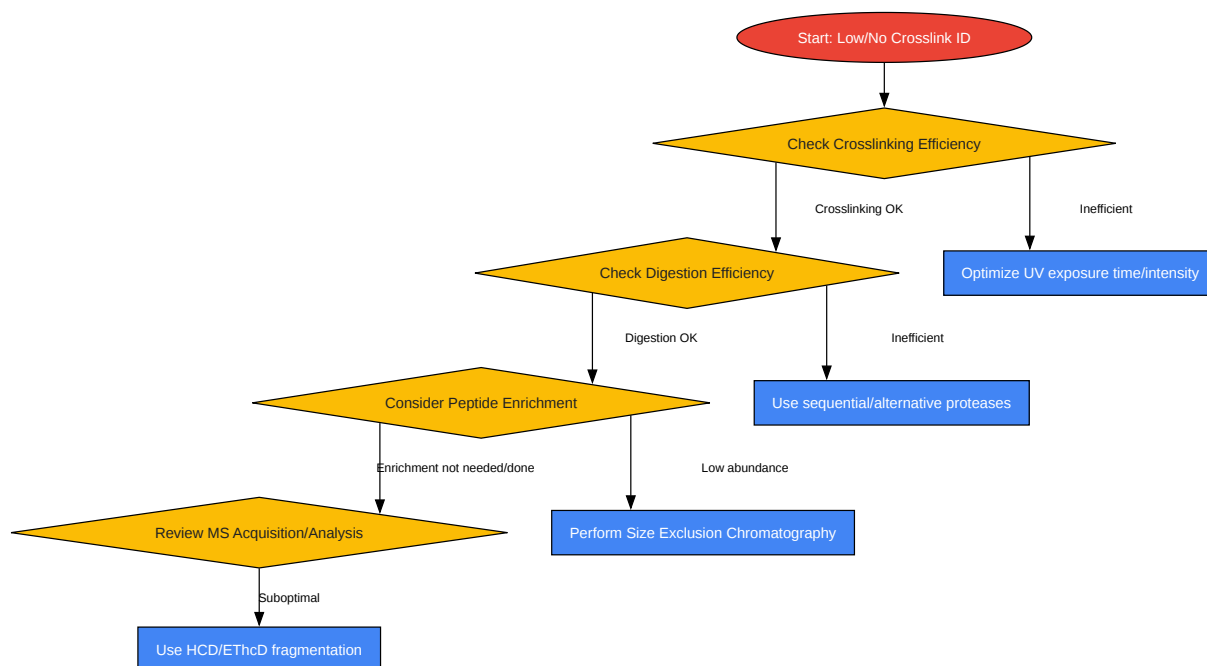 Start: Low/No Crosslink ID
Check Crosslinking Efficiency
Crosslinking OK
Inefficient
Check Digestion Efficiency
Optimize UV exposure time/intensity
Digestion OK
Inefficient
Consider Peptide Enrichment
Use sequential/alternative proteases
Enrichment not needed/done
Low abundance
Review MS Acquisition/Analysis
Perform Size Exclusion Chromatography
Suboptimal
Use HCD/EThcD fragmentation